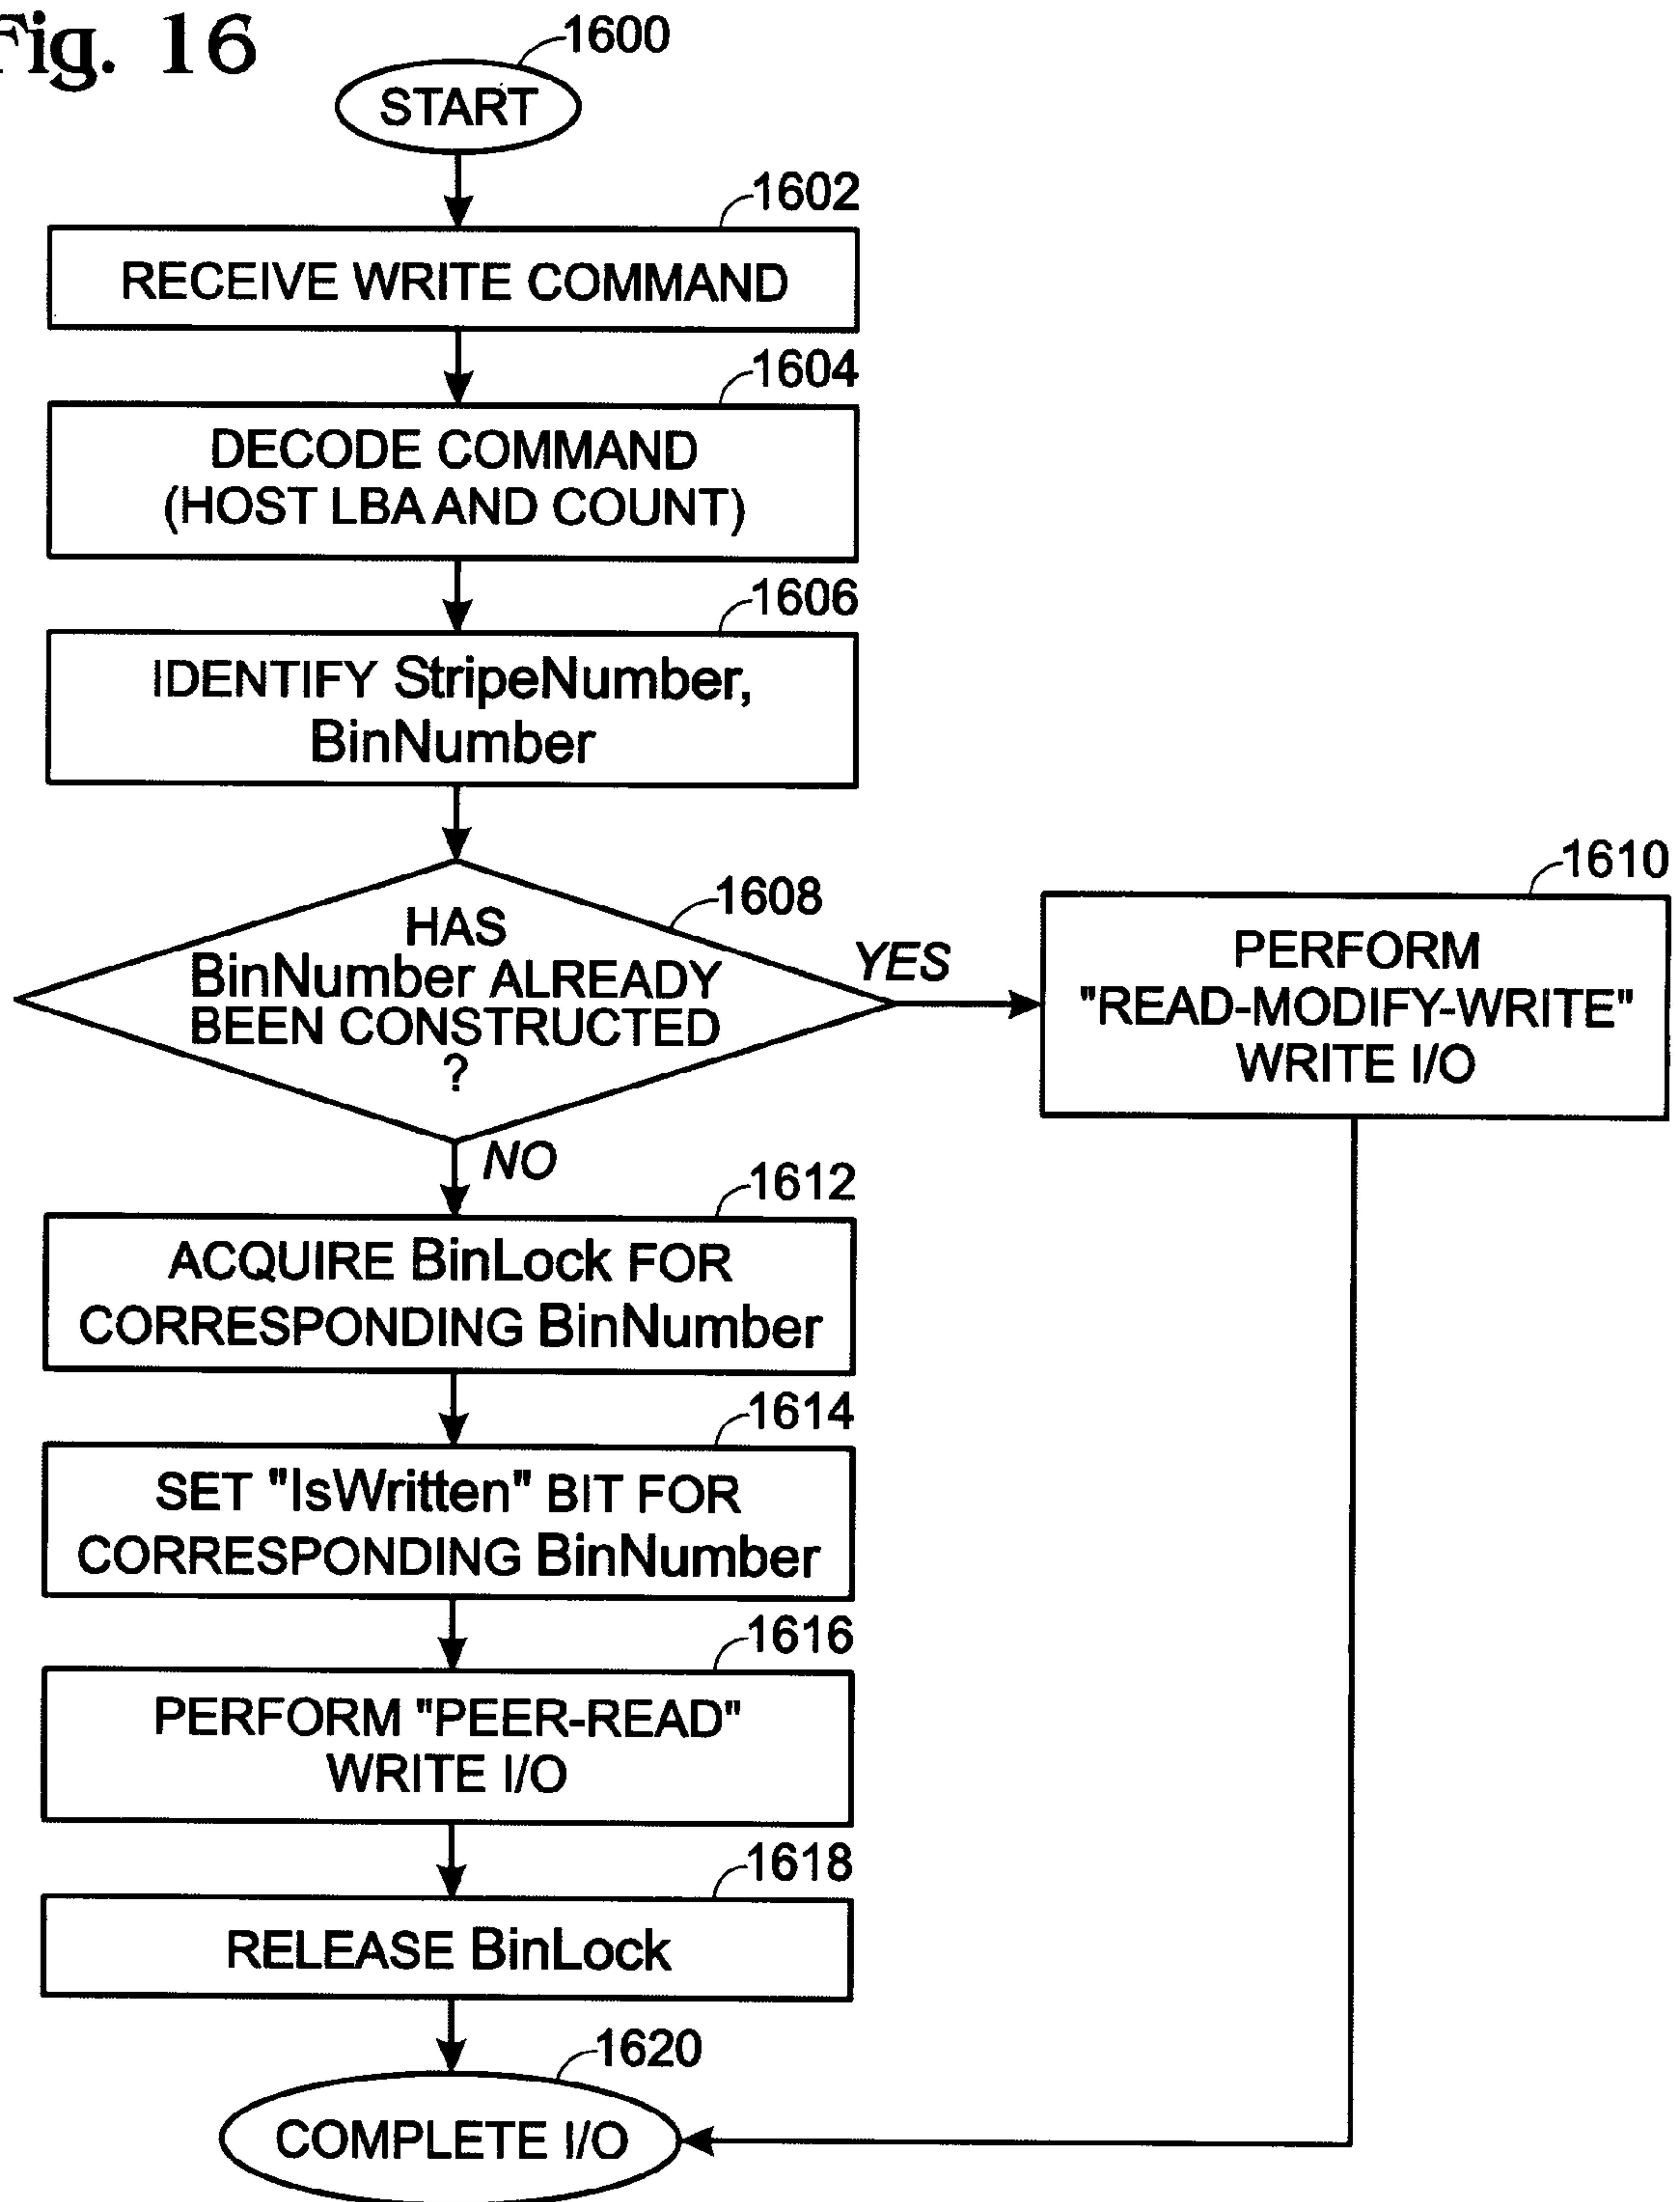 Fig. 16
1600
START
1602
RECEIVE WRITE COMMAND
1604
DECODE COMMAND
(HOST LBA AND COUNT)
1606
IDENTIFY StripeNumber,
BinNumber
1608
HAS
BinNumber ALREADY
BEEN CONSTRUCTED
?
YES
1610
PERFORM
"READ-MODIFY-WRITE"
WRITE I/O
NO
1612
ACQUIRE BinLock FOR
CORRESPONDING BinNumber
1614
SET "IsWritten" BIT FOR
CORRESPONDING BinNumber
1616
PERFORM "PEER-READ"
WRITE I/O
1618
RELEASE BinLock
1620
COMPLETE I/O